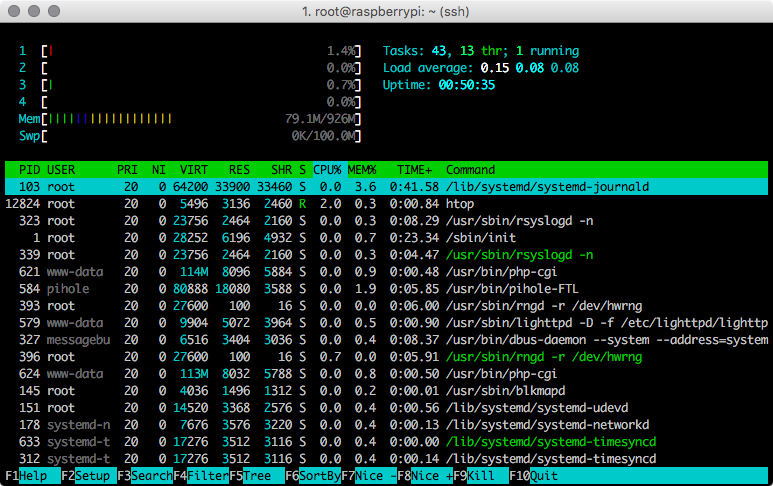 1. root@raspberrypi: ~ (ssh)
1 [| 1.4%] Tasks: 43, 13 thr; 1 running
2 [ 0.0%] Load average: 0.15 0.08 0.08
3 [| 0.7%] Uptime: 00:50:35
4 [ 0.0%]
Mem[|||||||||||||||||| 79.1M/926M]
Swp[ 0K/100.0M]
PID USER PRI NI VIRT RES SHR S CPU% MEM% TIME+ Command
103 root 20 0 64200 33900 33460 S 0.0 3.6 0:41.58 /lib/systemd/systemd-journald
12824 root 20 0 5496 3136 2460 R 2.0 0.3 0:00.84 htop
323 root 20 0 23756 2464 2160 S 0.0 0.3 0:08.29 /usr/sbin/rsyslogd -n
1 root 20 0 28252 6196 4932 S 0.0 0.7 0:23.34 /sbin/init
339 root 20 0 23756 2464 2160 S 0.0 0.3 0:04.47 /usr/sbin/rsyslogd -n
621 www-data 20 0 114M 8096 5884 S 0.0 0.9 0:00.48 /usr/bin/php-cgi
584 pihole 20 0 80888 18080 3588 S 0.0 1.9 0:05.85 /usr/bin/pihole-FTL
393 root 20 0 27600 100 16 S 0.0 0.0 0:06.00 /usr/sbin/rngd -r /dev/hwrng
579 www-data 20 0 9904 5072 3964 S 0.0 0.5 0:00.90 /usr/sbin/lighttpd -D -f /etc/lighttpd/lighttp
327 messagebu 20 0 6516 3404 3036 S 0.0 0.4 0:08.37 /usr/bin/dbus-daemon --system --address=system
396 root 20 0 27600 100 16 S 0.7 0.0 0:05.91 /usr/sbin/rngd -r /dev/hwrng
624 www-data 20 0 113M 8032 5788 S 0.0 0.8 0:00.50 /usr/bin/php-cgi
145 root 20 0 4036 1496 1312 S 0.0 0.2 0:00.01 /usr/sbin/blkmapd
151 root 20 0 14520 3368 2576 S 0.0 0.4 0:00.56 /lib/systemd/systemd-udevd
178 systemd-n 20 0 7676 3576 3220 S 0.0 0.4 0:00.13 /lib/systemd/systemd-networkd
633 systemd-t 20 0 17276 3512 3116 S 0.0 0.4 0:00.00 /lib/systemd/systemd-timesyncd
312 systemd-t 20 0 17276 3512 3116 S 0.0 0.4 0:00.14 /lib/systemd/systemd-timesyncd
F1Help F2Setup F3SearchF4FilterF5Tree F6SortByF7Nice -F8Nice +F9Kill F10Quit